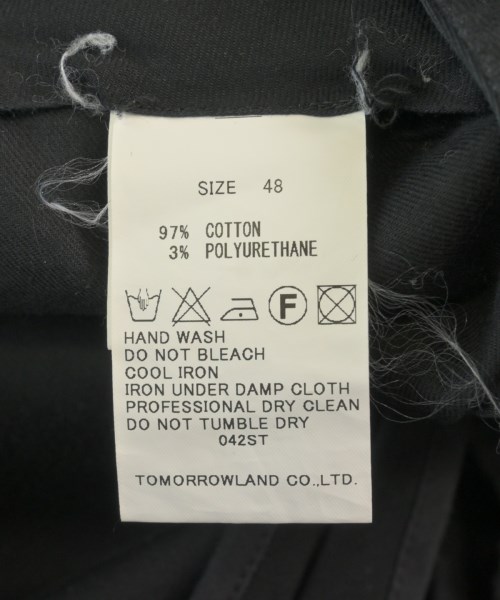 SIZE 48
97% COTTON
3% POLYURETHANE
F
HAND WASH
DO NOT BLEACH
COOL IRON
IRON UNDER DAMP CLOTH
PROFESSIONAL DRY CLEAN
DO NOT TUMBLE DRY
042ST
TOMORROWLAND CO.,LTD.